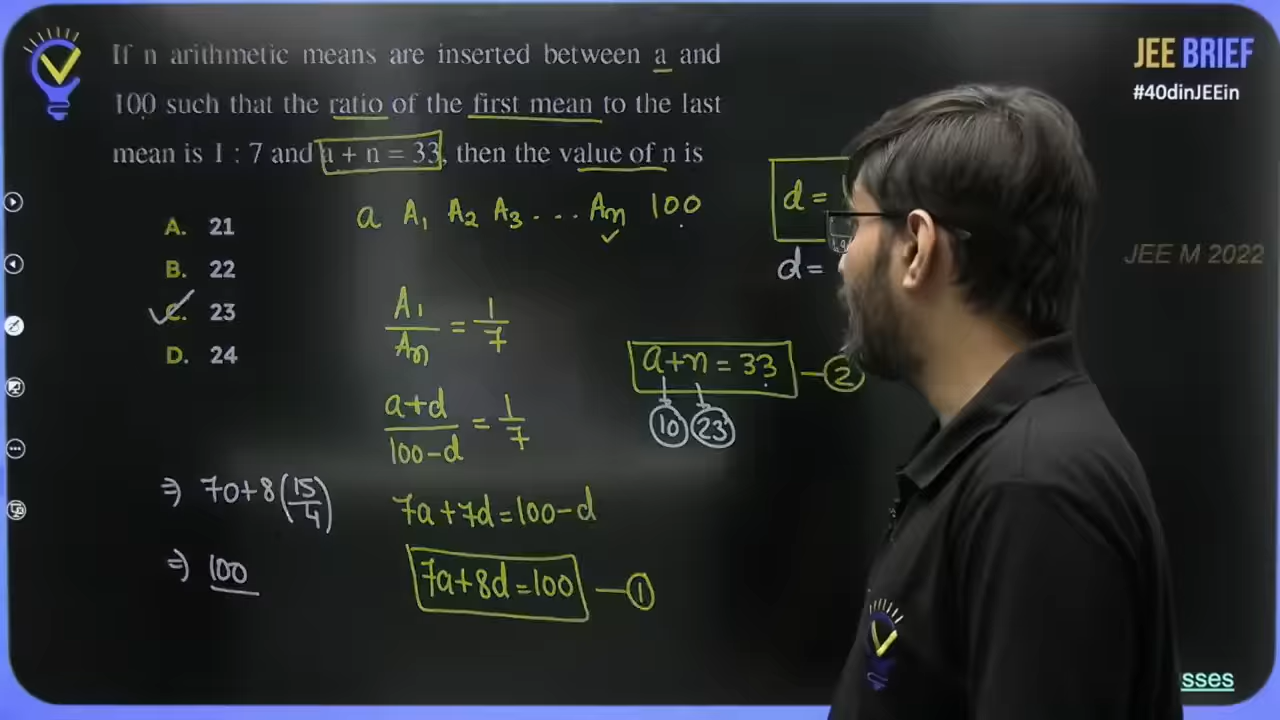 If n arithmetic means are inserted between a and
100 such that the ratio of the first mean to the last
mean is 1 : 7 and a + n = 33, then the value of n is
A. 21
B. 22
C. 23
D. 24
JEE BRIEF
#40dinJEEin
JEE M 2022
a A₁ A₂ A₃ ... Aₙ 100
d =
d =
A₁/Aₙ = 1/7
a+d/100-d = 1/7
7a+7d=100-d
7a+8d=100 —①
a+n=33 —②
10 23
⇒ 70+8(15/4)
⇒ 100
sses